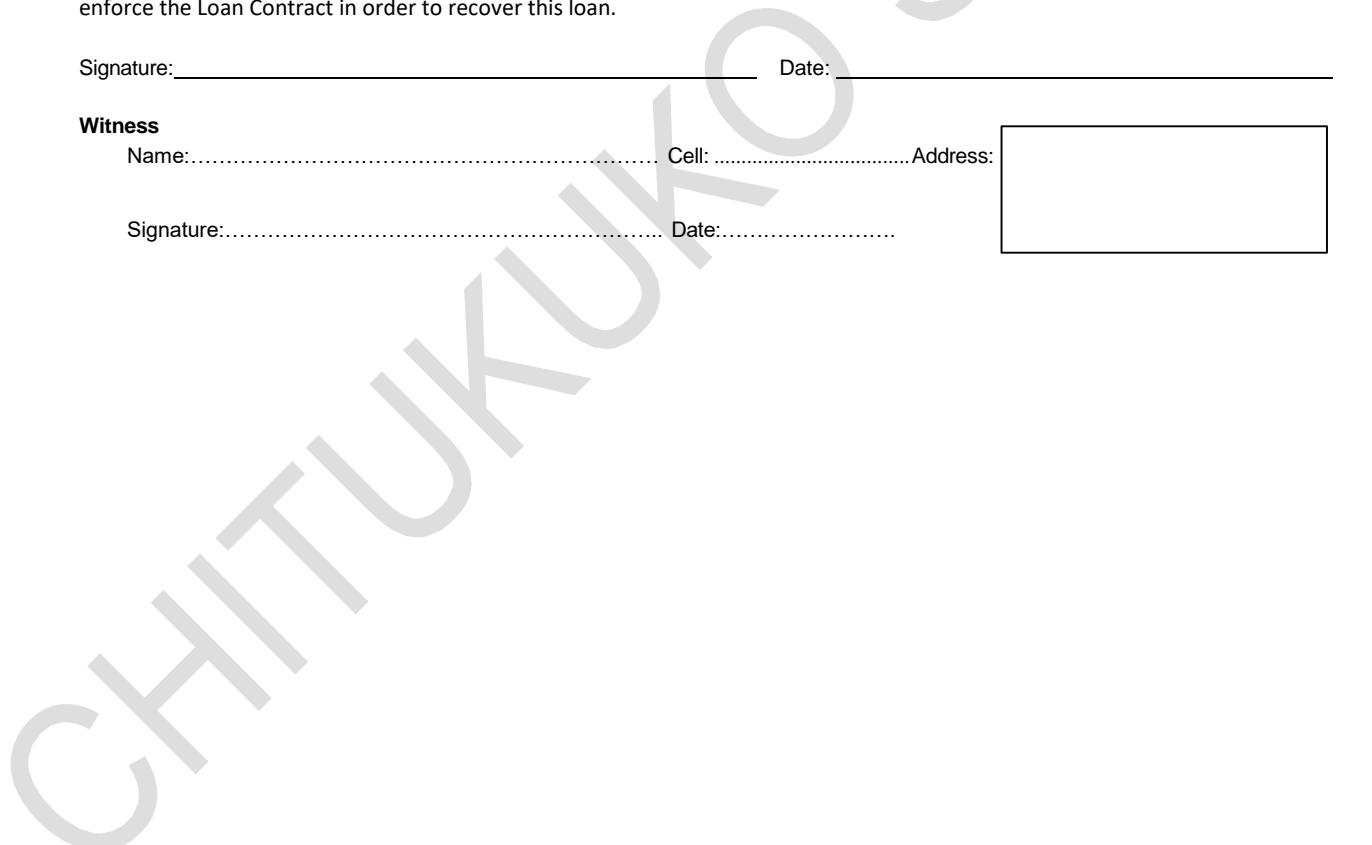 enforce the Loan Contract in order to recover this loan.
Signature: Date:
Witness
Name:………………………………………………………… Cell: ...................................Address:
Signature:…………………………………………………….. Date:……………………
CHITUKUKO